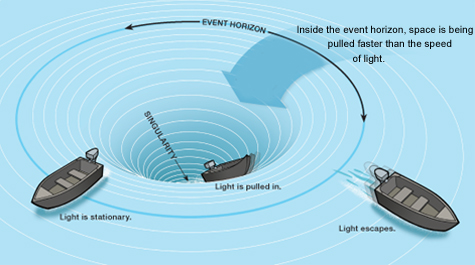 EVENT HORIZON
Inside the event horizon, space is being
pulled faster than the speed
of light.
SINGULARITY
Light is pulled in.
Light is stationary.
Light escapes.